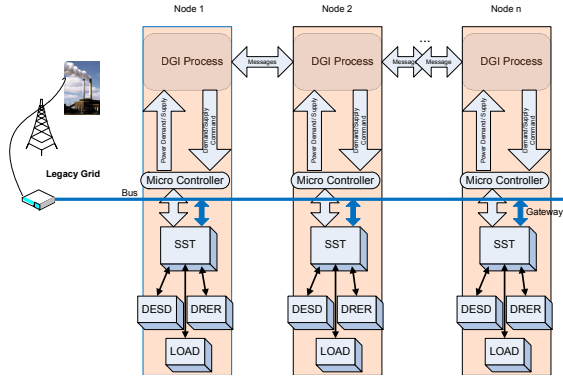 Node 1
Node 2
Node n
...
DGI Process
Messages
DGI Process
Messages
Messages
DGI Process
Power Demand/Supply
Demand/Supply
Command
Power Demand/Supply
Demand/Supply
Command
Power Demand/Supply
Demand/Supply
Command
Legacy Grid
Micro Controller
Micro Controller
Micro Controller
Bus
Gateway
SST
SST
SST
DESD
DRER
DESD
DRER
DESD
DRER
LOAD
LOAD
LOAD